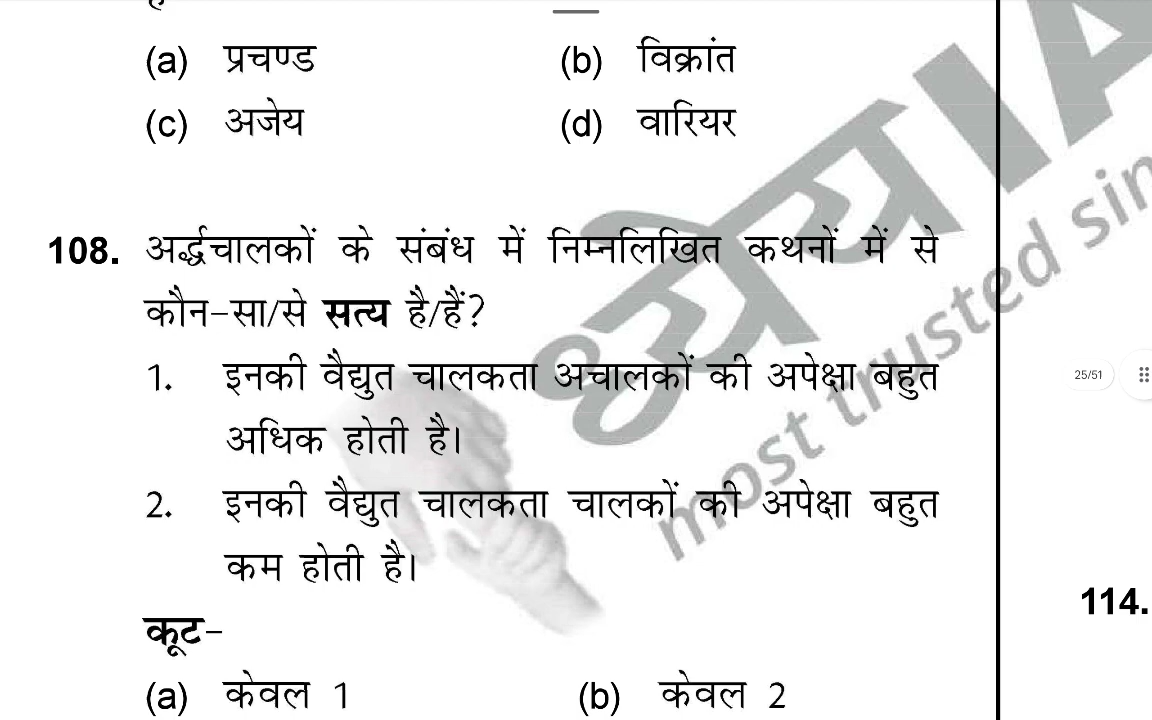 (a) प्रचण्ड (b) विक्रांत
(c) अजेय (d) वारियर
108. अर्द्धचालकों के संबंध में निम्नलिखित कथनों में से
कौन-सा/से सत्य है/हैं?
1. इनकी वैद्युत चालकता अचालकों की अपेक्षा बहुत
अधिक होती है।
2. इनकी वैद्युत चालकता चालकों की अपेक्षा बहुत
कम होती है।
कूट-
(a) केवल 1 (b) केवल 2
114.
25/51
ध्येय IA
most trusted sin